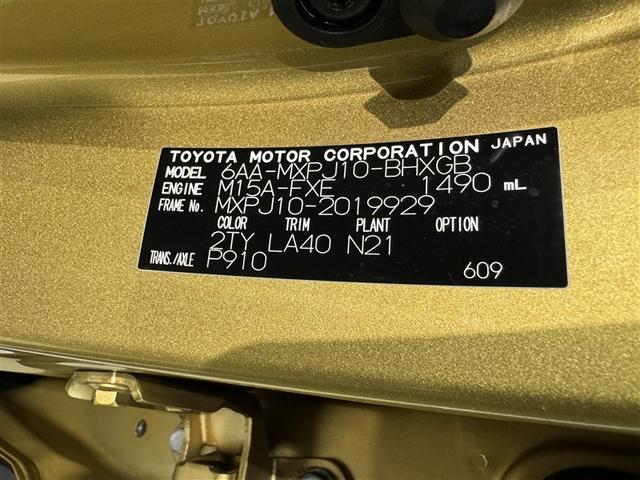 TOYOTA MOTOR CORPORATION JAPAN
MODEL 6AA-MXPJ10-BHXGB
ENGINE M15A-FXE 1490 mL
FRAME No. MXPJ10-2019929
COLOR TRIM PLANT OPTION
2TY LA40 N21
TRANS./AXLE P910
609